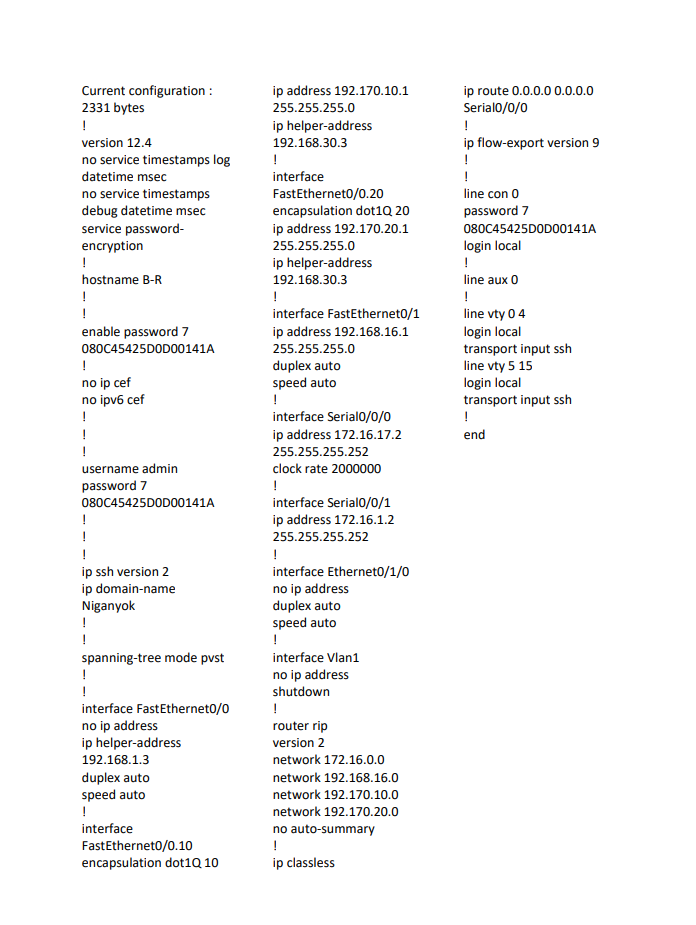 Current configuration :
2331 bytes
!
version 12.4
no service timestamps log
datetime msec
no service timestamps
debug datetime msec
service password-
encryption
!
hostname B-R
!
!
enable password 7
080C45425D0D00141A
!
no ip cef
no ipv6 cef
!
!
!
username admin
password 7
080C45425D0D00141A
!
!
!
ip ssh version 2
ip domain-name
Niganyok
!
!
spanning-tree mode pvst
!
!
interface FastEthernet0/0
no ip address
ip helper-address
192.168.1.3
duplex auto
speed auto
!
interface
FastEthernet0/0.10
encapsulation dot1Q 10
ip address 192.170.10.1
255.255.255.0
ip helper-address
192.168.30.3
!
interface
FastEthernet0/0.20
encapsulation dot1Q 20
ip address 192.170.20.1
255.255.255.0
ip helper-address
192.168.30.3
!
interface FastEthernet0/1
ip address 192.168.16.1
255.255.255.0
duplex auto
speed auto
!
interface Serial0/0/0
ip address 172.16.17.2
255.255.255.252
clock rate 2000000
!
interface Serial0/0/1
ip address 172.16.1.2
255.255.255.252
!
interface Ethernet0/1/0
no ip address
duplex auto
speed auto
!
interface Vlan1
no ip address
shutdown
!
router rip
version 2
network 172.16.0.0
network 192.168.16.0
network 192.170.10.0
network 192.170.20.0
no auto-summary
!
ip classless
ip route 0.0.0.0 0.0.0.0
Serial0/0/0
!
ip flow-export version 9
!
!
line con 0
password 7
080C45425D0D00141A
login local
!
line aux 0
!
line vty 0 4
login local
transport input ssh
line vty 5 15
login local
transport input ssh
!
end